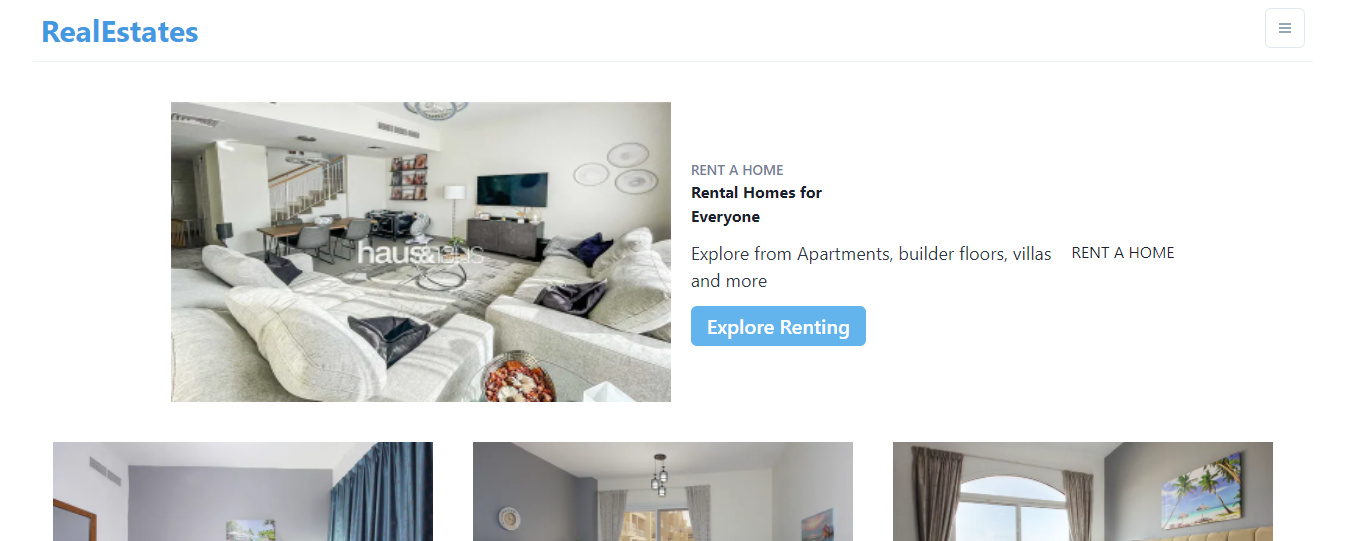 RealEstates
RENT A HOME
Rental Homes for
Everyone
Explore from Apartments, builder floors, villas
and more
RENT A HOME
Explore Renting
haus&haus